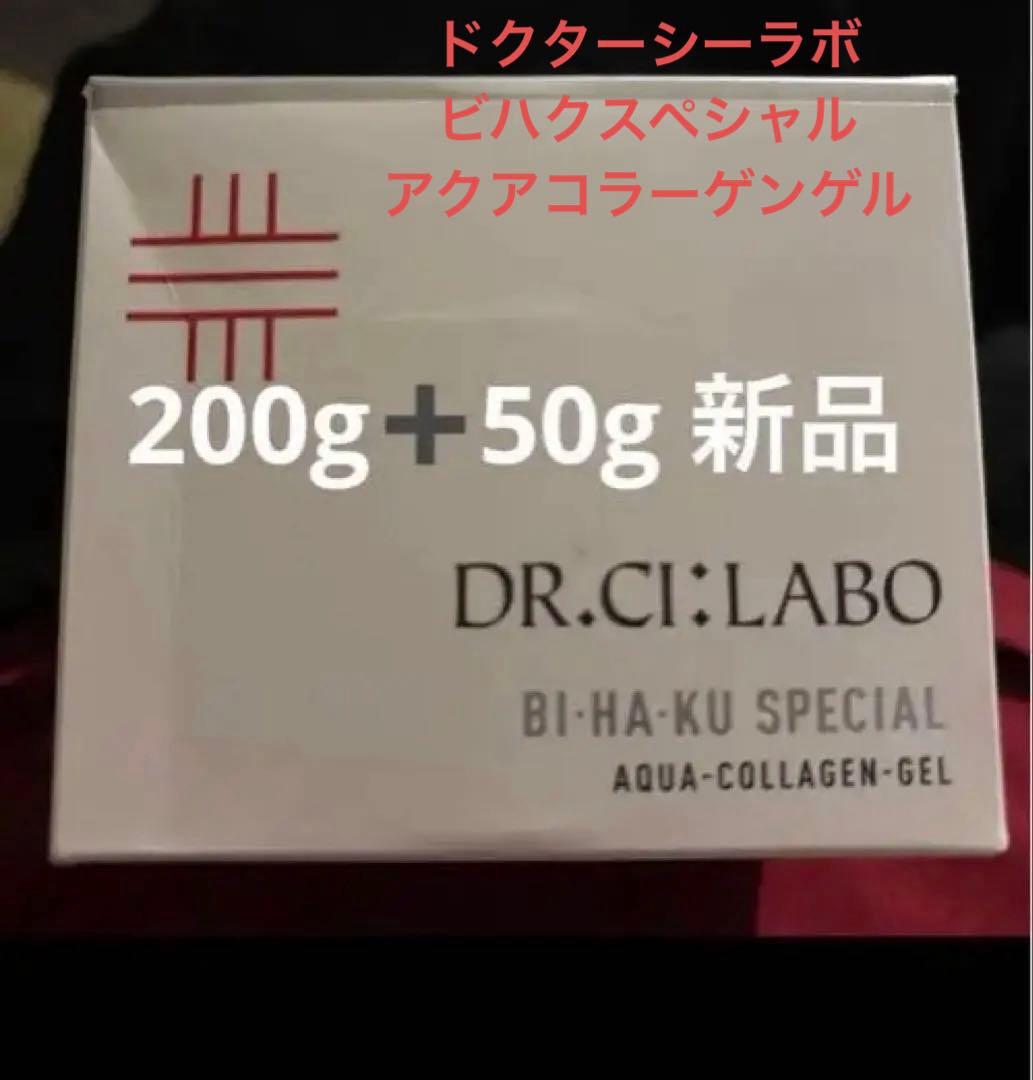 ドクターシーラボ
ビハクスペシャル
アクアコラーゲンゲル
200g➕50g 新品
DR.CI:LABO
BI·HA·KU SPECIAL
AQUA-COLLAGEN-GEL